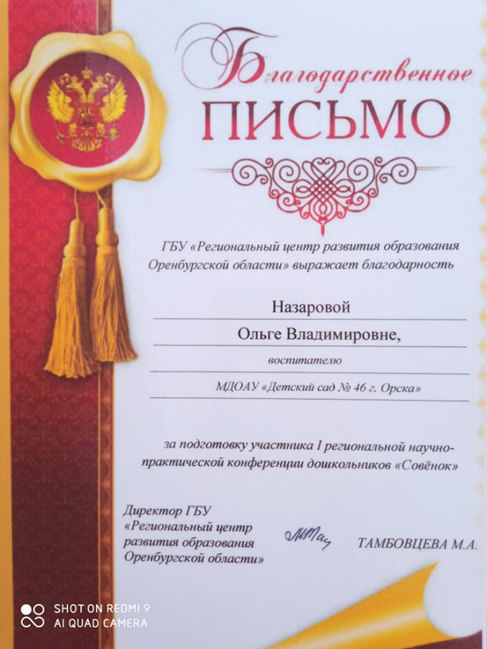 Благодарственное
ПИСЬМО
ГБУ «Региональный центр развития образования
Оренбургской области» выражает благодарность
Назаровой
Ольге Владимировне,
воспитателю
МДОАУ «Детский сад № 46 г. Орска»
за подготовку участника I региональной научно-
практической конференции дошкольников «Совёнок»
Директор ГБУ
«Региональный центр
развития образования
Оренбургской области»
ТАМБОВЦЕВА М.А.
SHOT ON REDMI 9
AI QUAD CAMERA